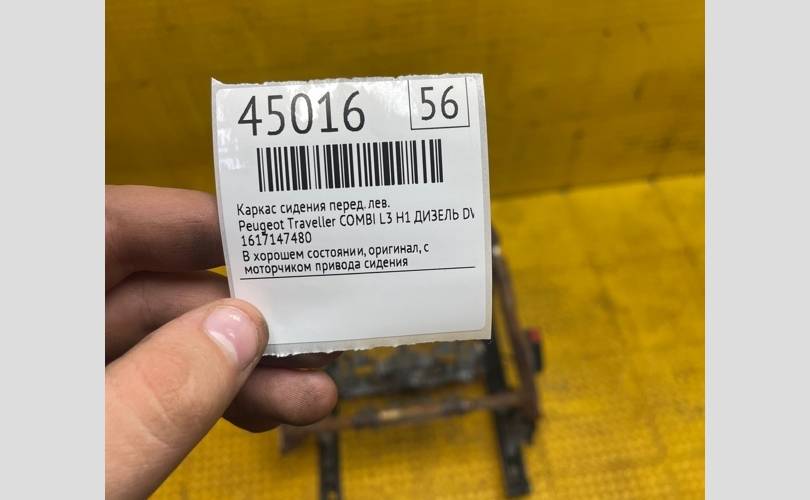 45016
56
Каркас сидения перед. лев.
Peugeot Traveller COMBI L3 H1 ДИЗЕЛЬ
1617147480
В хорошем состоянии, оригинал, с
моторчиком привода сидения